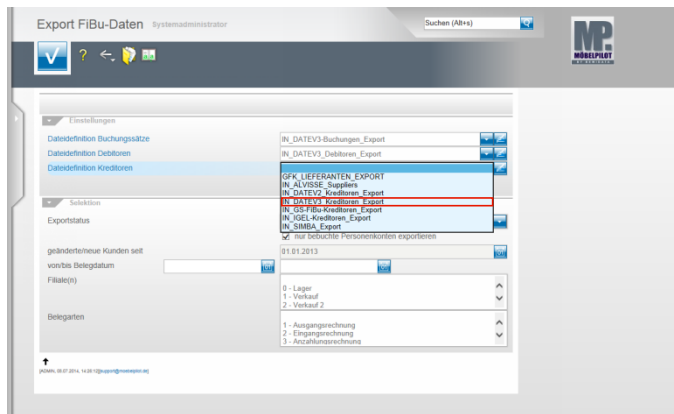 Export FiBu-Daten Systemadministrator
Suchen (Alt+s)
MP
MÖBELPILOT
Einstellungen
Dateidefinition Buchungssätze
IN_DATEV3-Buchungen_Export
Dateidefinition Debitoren
IN_DATEV3_Debitoren_Export
Dateidefinition Kreditoren
GFK_LIEFERANTEN_EXPORT
IN_ALVISSE_Suppliers
IN_DATEV2_Kreditoren_Export
IN_DATEV3_Kreditoren_Export
IN_GS-FiBu-Kreditoren_Export
IN_IGEL-Kreditoren_Export
IN_SIMBA_Export
Selektion
Exportstatus
nur bebuchte Personenkonten exportieren
geänderte/neue Kunden seit
01.01.2013
von/bis Belegdatum
Filiale(n)
0 - Lager
1 - Verkauf
2 - Verkauf 2
Belegarten
1 - Ausgangsrechnung
2 - Eingangsrechnung
3 - Anzahlungsrechnung